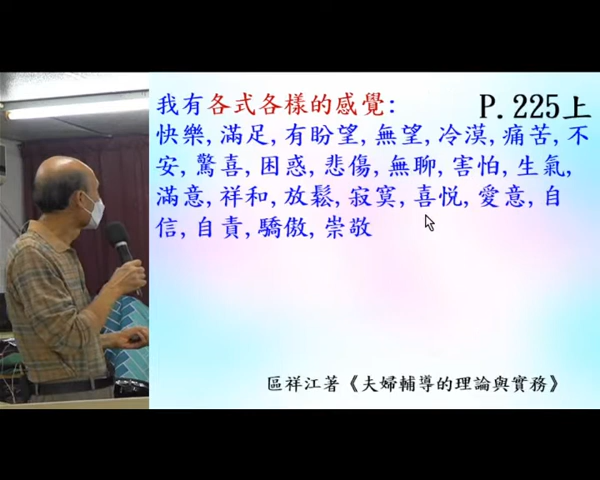 我有各式各樣的感覺: P.225上
快樂, 滿足, 有盼望, 無望, 冷漠, 痛苦, 不
安, 驚喜, 困惑, 悲傷, 無聊, 害怕, 生氣,
滿意, 祥和, 放鬆, 寂寞, 喜悅, 愛意, 自
信, 自責, 驕傲, 崇敬
區祥江著《夫婦輔導的理論與實務》